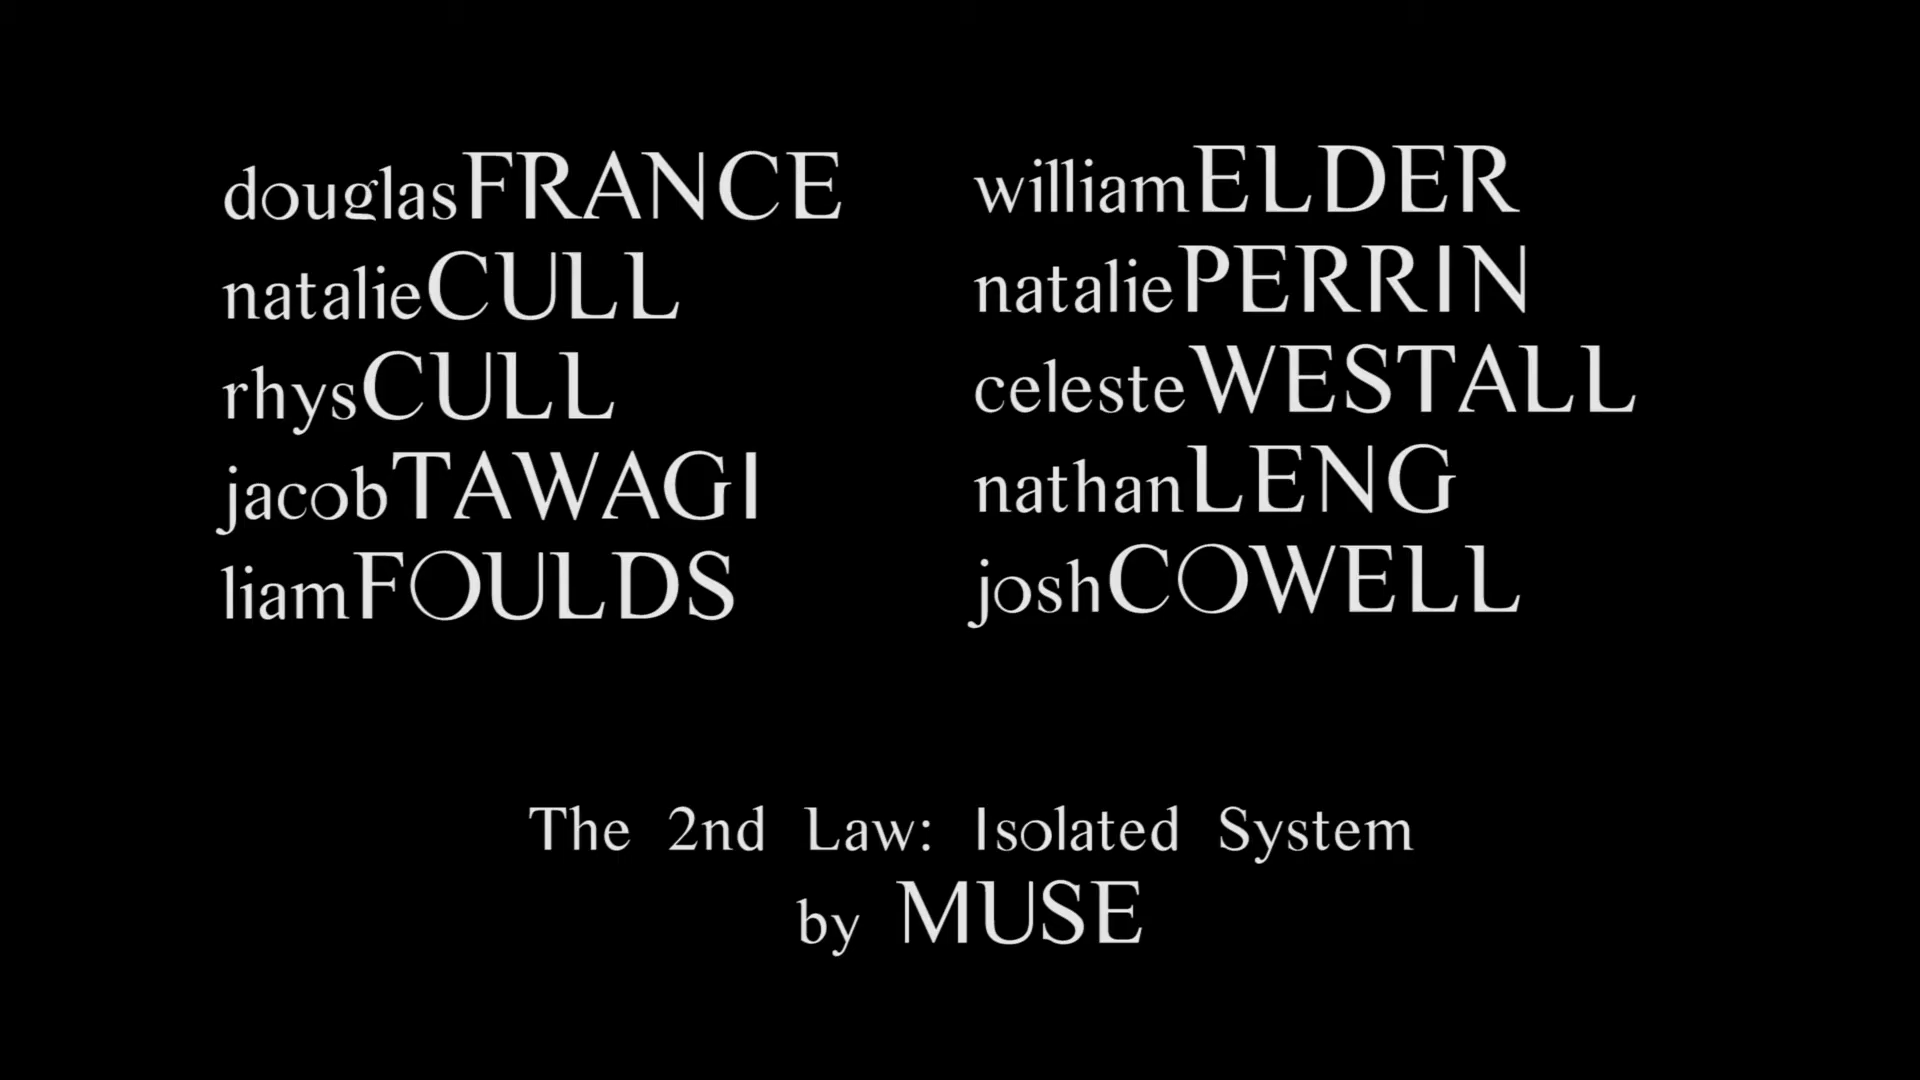 douglasFRANCE
natalieCULL
rhysCULL
jacobTAWAGI
liamFOULDS
williamELDER
nataliePERRIN
celesteWESTALL
nathanLENG
joshCOWELL
The 2nd Law: Isolated System
by MUSE